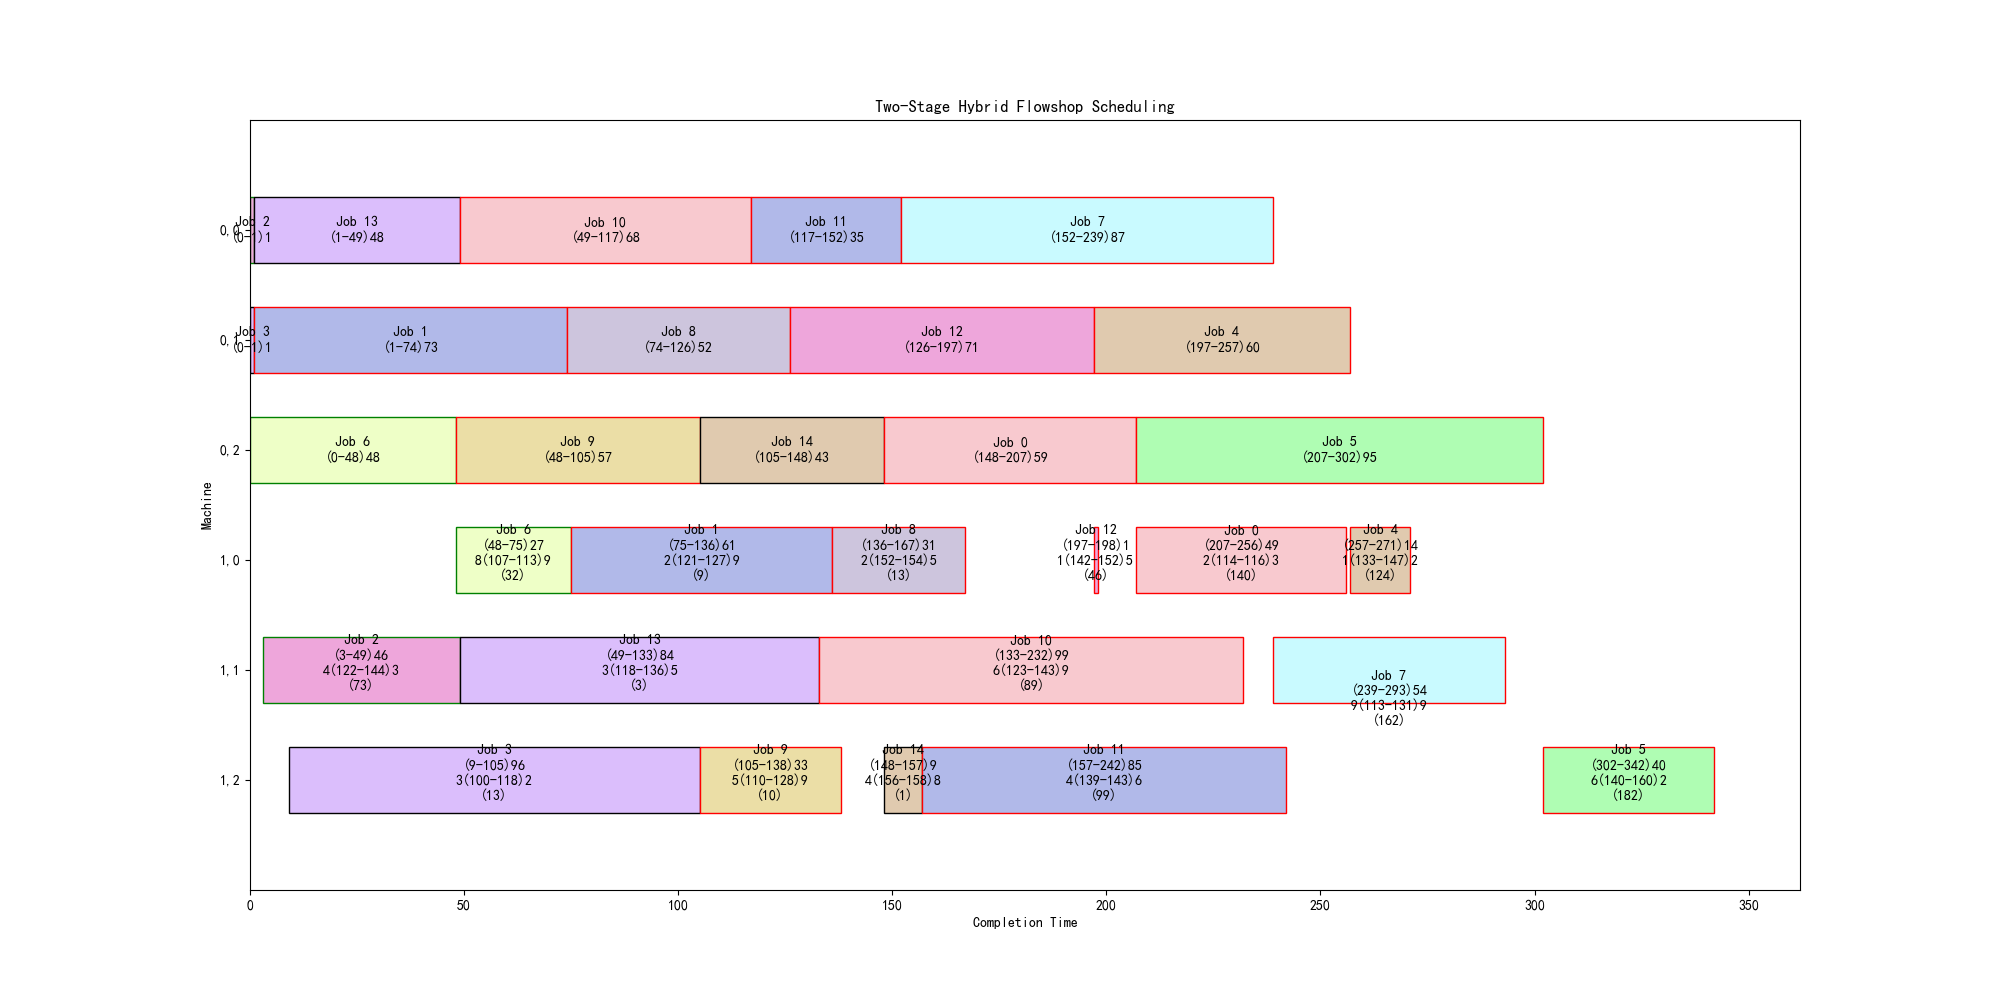 Two-Stage Hybrid Flowshop Scheduling
Job 2
(0-1)1
Job 13
(1-49)48
Job 10
(49-117)68
Job 11
(117-152)35
Job 7
(152-239)87
0,0
Job 3
(0-1)1
Job 1
(1-74)73
Job 8
(74-126)52
Job 12
(126-197)71
Job 4
(197-257)60
0,1
Job 6
(0-48)48
Job 9
(48-105)57
Job 14
(105-148)43
Job 0
(148-207)59
Job 5
(207-302)95
0,2
Machine
Job 6
(48-75)27
8(107-113)9
(32)
Job 1
(75-136)61
2(121-127)9
(9)
Job 8
(136-167)31
2(152-154)5
(13)
Job 12
(197-198)1
1(142-152)5
(46)
Job 0
(207-256)49
2(114-116)3
(140)
Job 4
(257-271)14
1(133-147)2
(124)
1,0
Job 2
(3-49)46
4(122-144)3
(73)
Job 13
(49-133)84
3(118-136)5
(3)
Job 10
(133-232)99
6(123-143)9
(89)
Job 7
(239-293)54
9(113-131)9
(162)
1,1
Job 3
(9-105)96
3(100-118)2
(13)
Job 9
(105-138)33
5(110-128)9
(10)
Job 14
(148-157)9
4(156-158)8
(1)
Job 11
(157-242)85
4(139-143)6
(99)
Job 5
(302-342)40
6(140-160)2
(182)
1,2
0 50 100 150 200 250 300 350
Completion Time